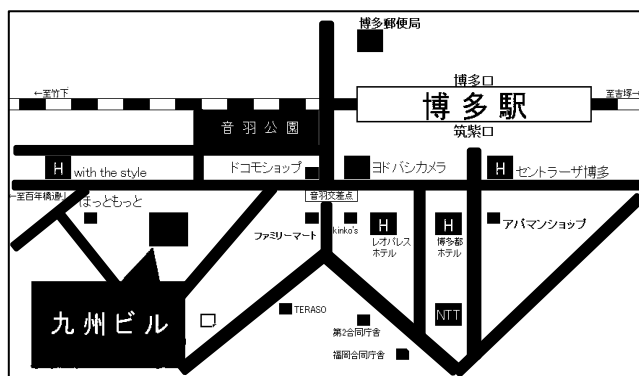 博多郵便局
←至竹下
博多口
至吉塚→
博多駅
音羽公園
筑紫口
H
with the style
ドコモショップ
ヨドバシカメラ
H
セントラーザ博多
←至百年橋通り
音羽交差点
ほっともっと
ファミリーマート
kinko's
H
レオパレス
ホテル
H
博多都
ホテル
アパマンショップ
九州ビル
TERASO
NTT
第2合同庁舎
福岡合同庁舎